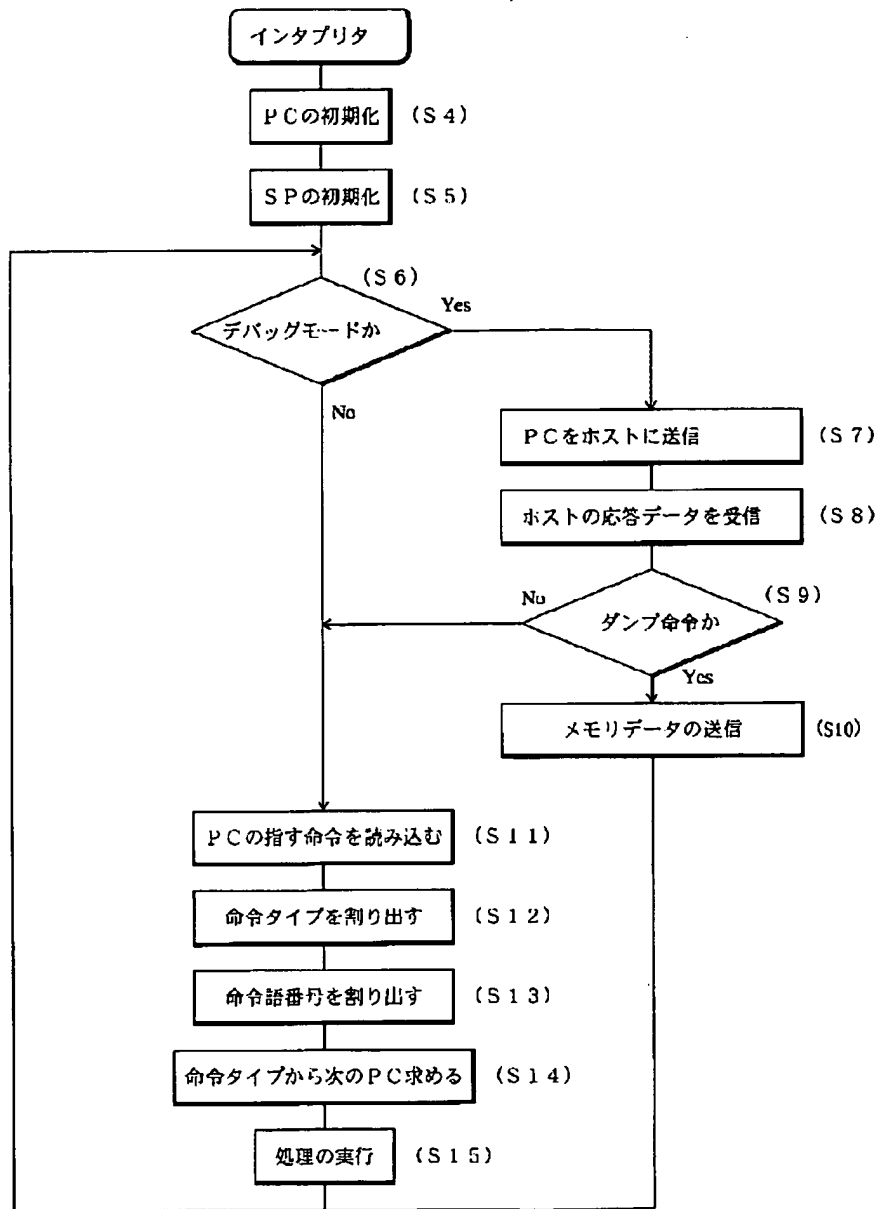 インタプリタ
PCの初期化 (S4)
SPの初期化 (S5)
(S6)
デバッグモードか
Yes
No
PCをホストに送信 (S7)
ホストの応答データを受信 (S8)
(S9)
No
ダンプ命令か
Yes
メモリデータの送信 (S10)
PCの指す命令を読み込む (S11)
命令タイプを割り出す (S12)
命令語番号を割り出す (S13)
命令タイプから次のPC求める (S14)
処理の実行 (S15)